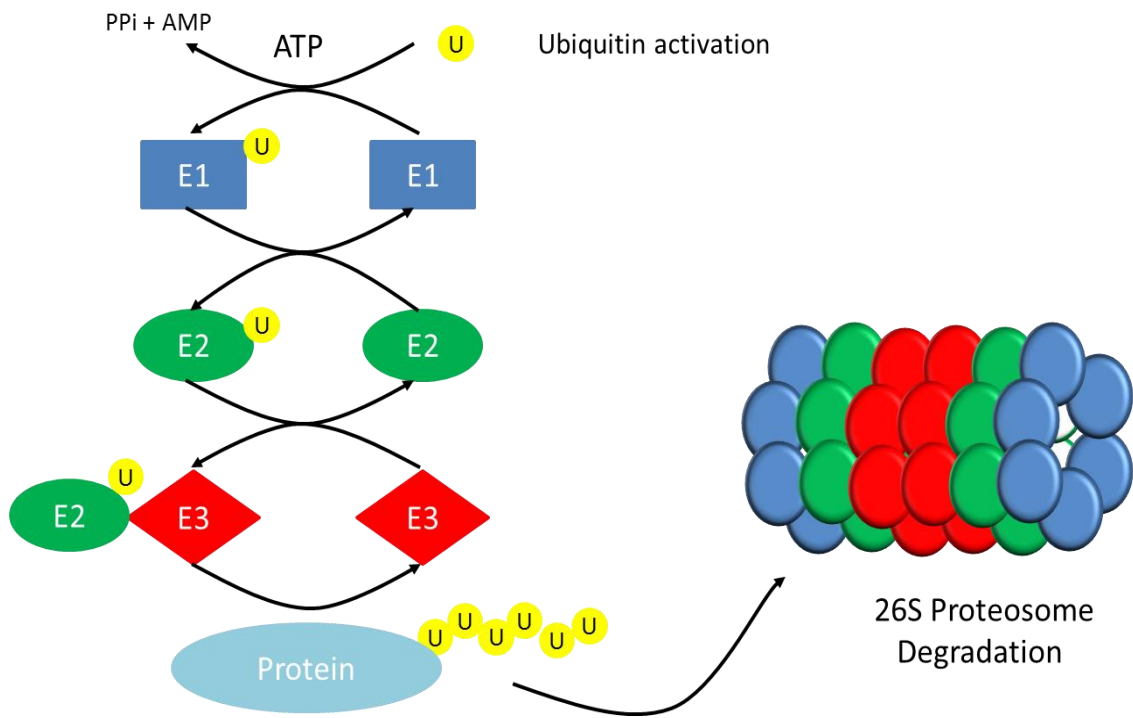 PPi + AMP
ATP
U
Ubiquitin activation
U
E1
E1
U
E2
E2
U
E2
E3
E3
U U U U U U
Protein
26S Proteosome
Degradation